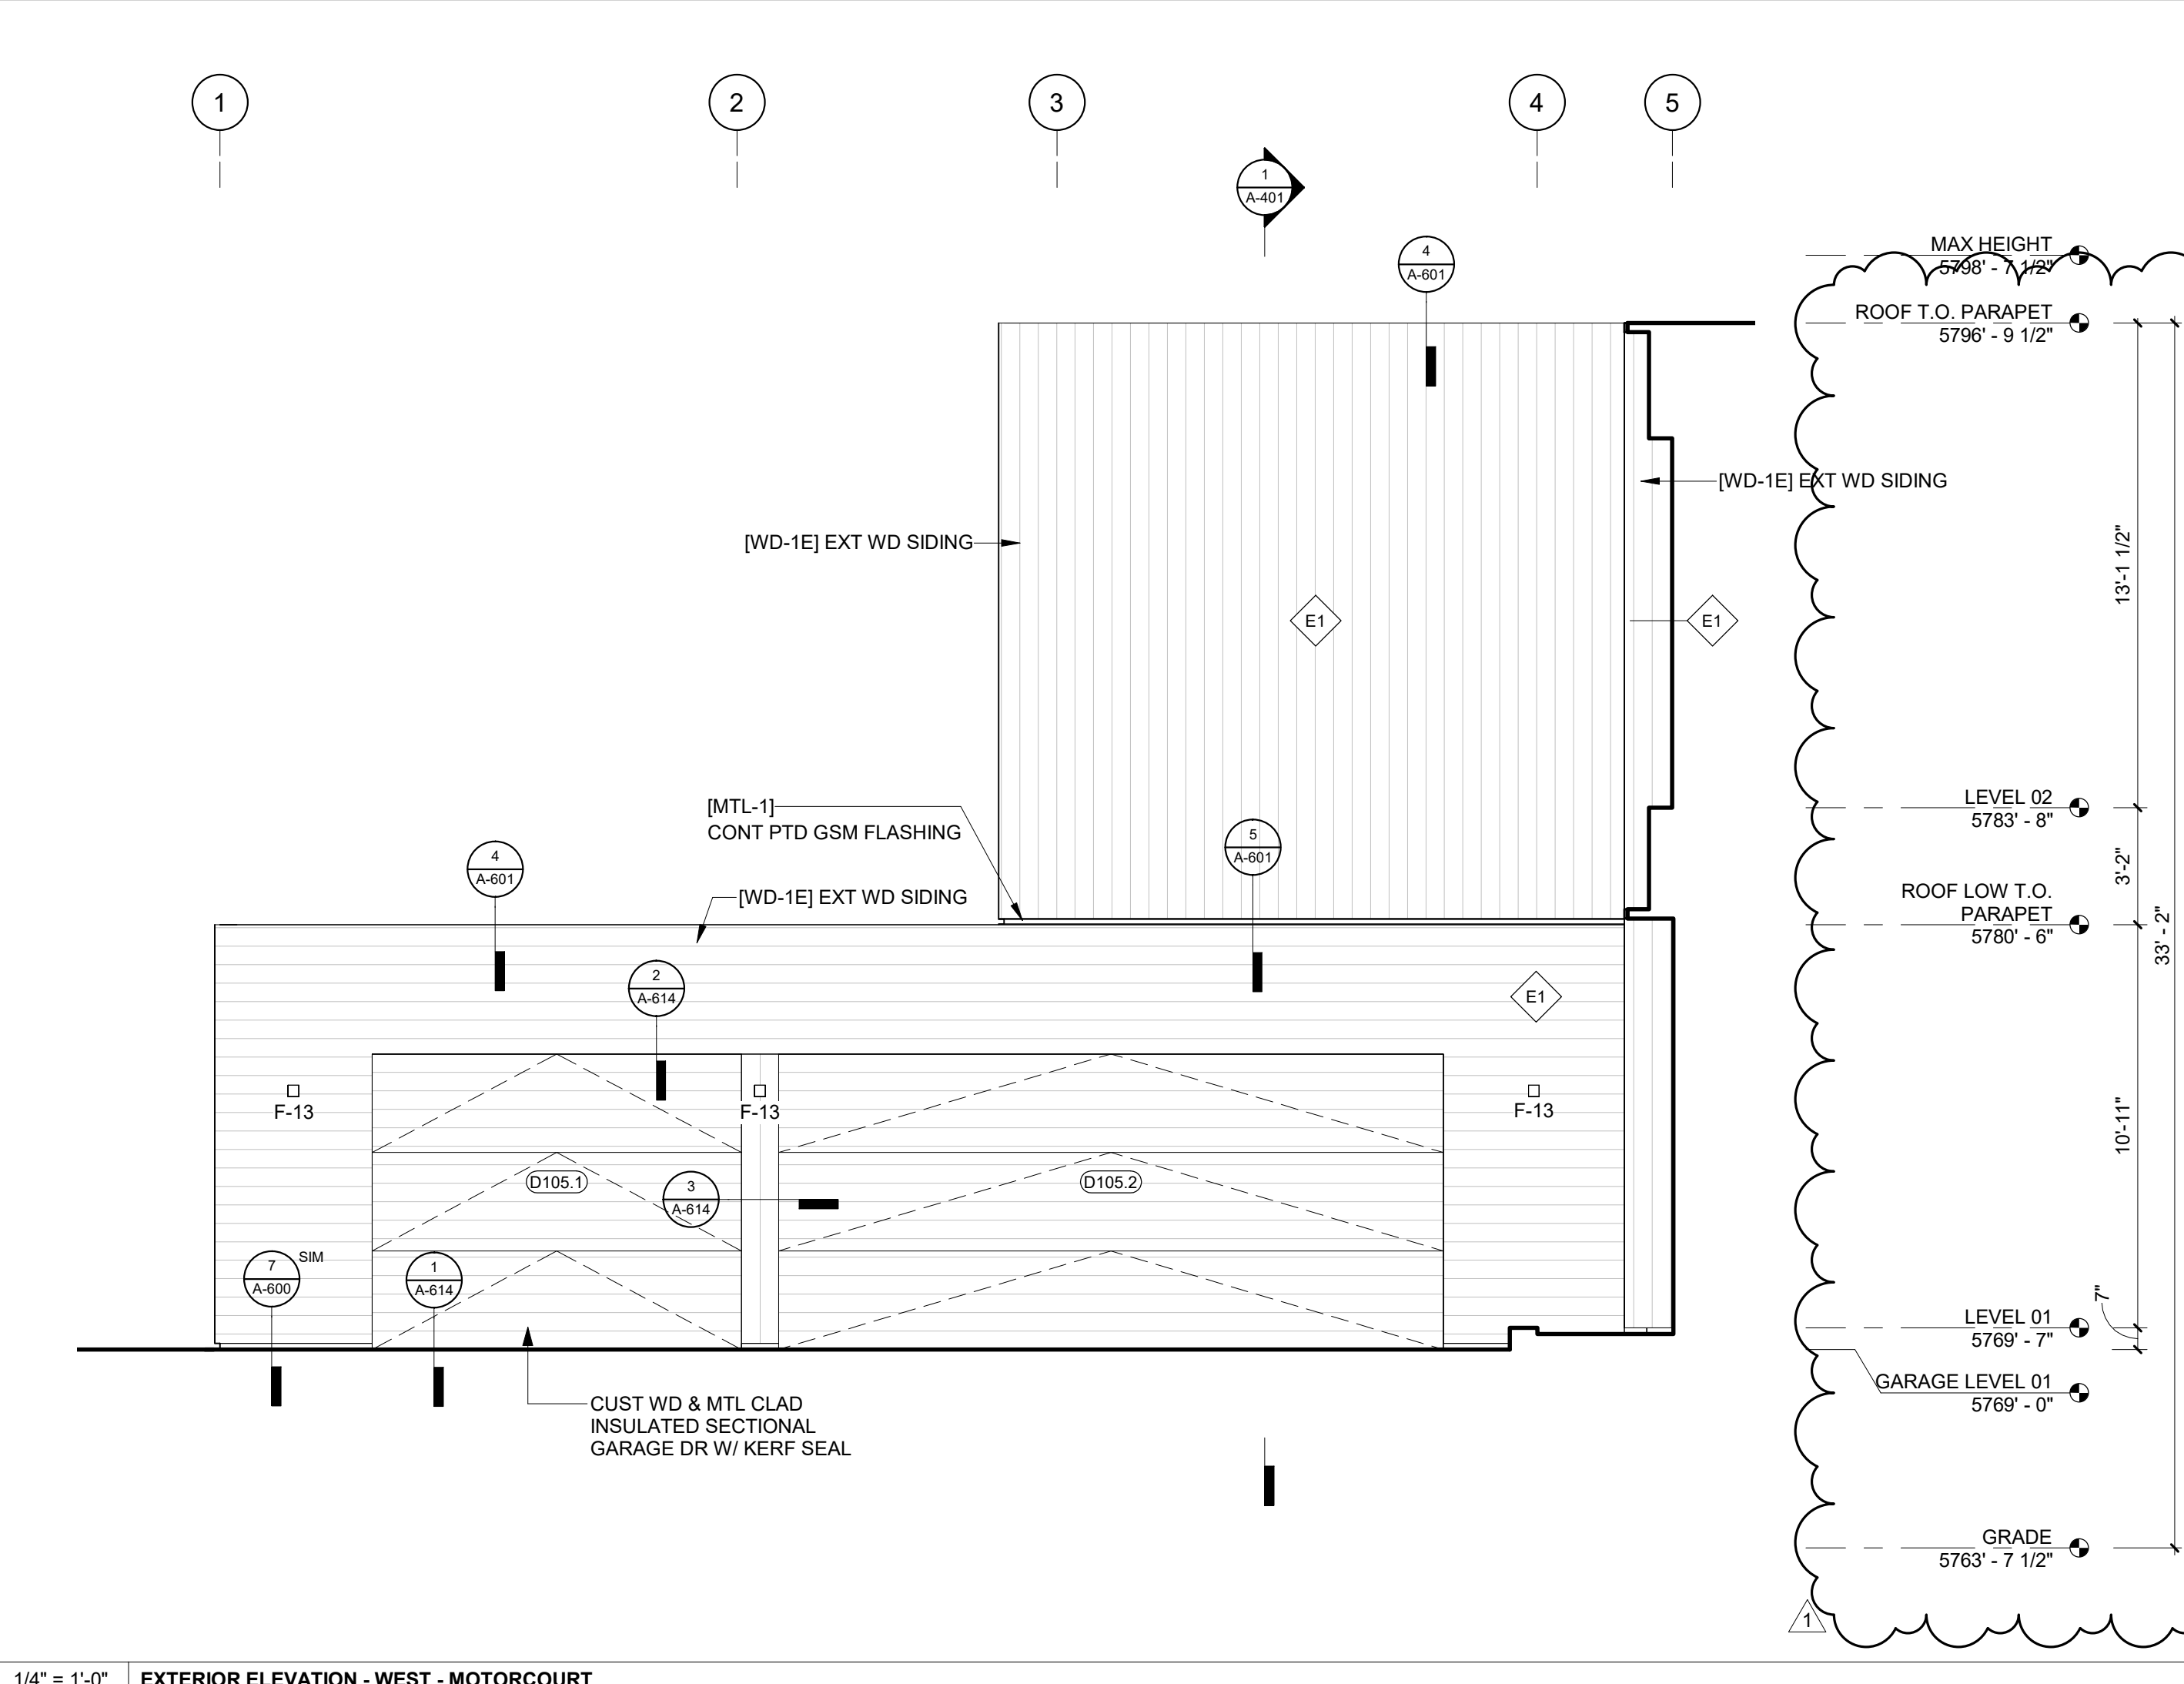 1
2
3
4
5
1
A-401
4
A-601
MAX HEIGHT
5798' - 7 1/2"
ROOF T.O. PARAPET
5796' - 9 1/2"
[WD-1E] EXT WD SIDING
[WD-1E] EXT WD SIDING
13'-1 1/2"
E1
E1
[MTL-1]
CONT PTD GSM FLASHING
LEVEL 02
5783' - 8"
5
A-601
4
A-601
3'-2"
[WD-1E] EXT WD SIDING
ROOF LOW T.O.
PARAPET
5780' - 6"
33' - 2"
2
A-614
E1
F-13
F-13
F-13
10'-11"
D105.1
3
A-614
D105.2
7
A-600
SIM
1
A-614
7"
LEVEL 01
5769' - 7"
GARAGE LEVEL 01
5769' - 0"
CUST WD & MTL CLAD
INSULATED SECTIONAL
GARAGE DR W/ KERF SEAL
GRADE
5763' - 7 1/2"
1
1/4" = 1'-0"
EXTERIOR ELEVATION - WEST - MOTORCOURT